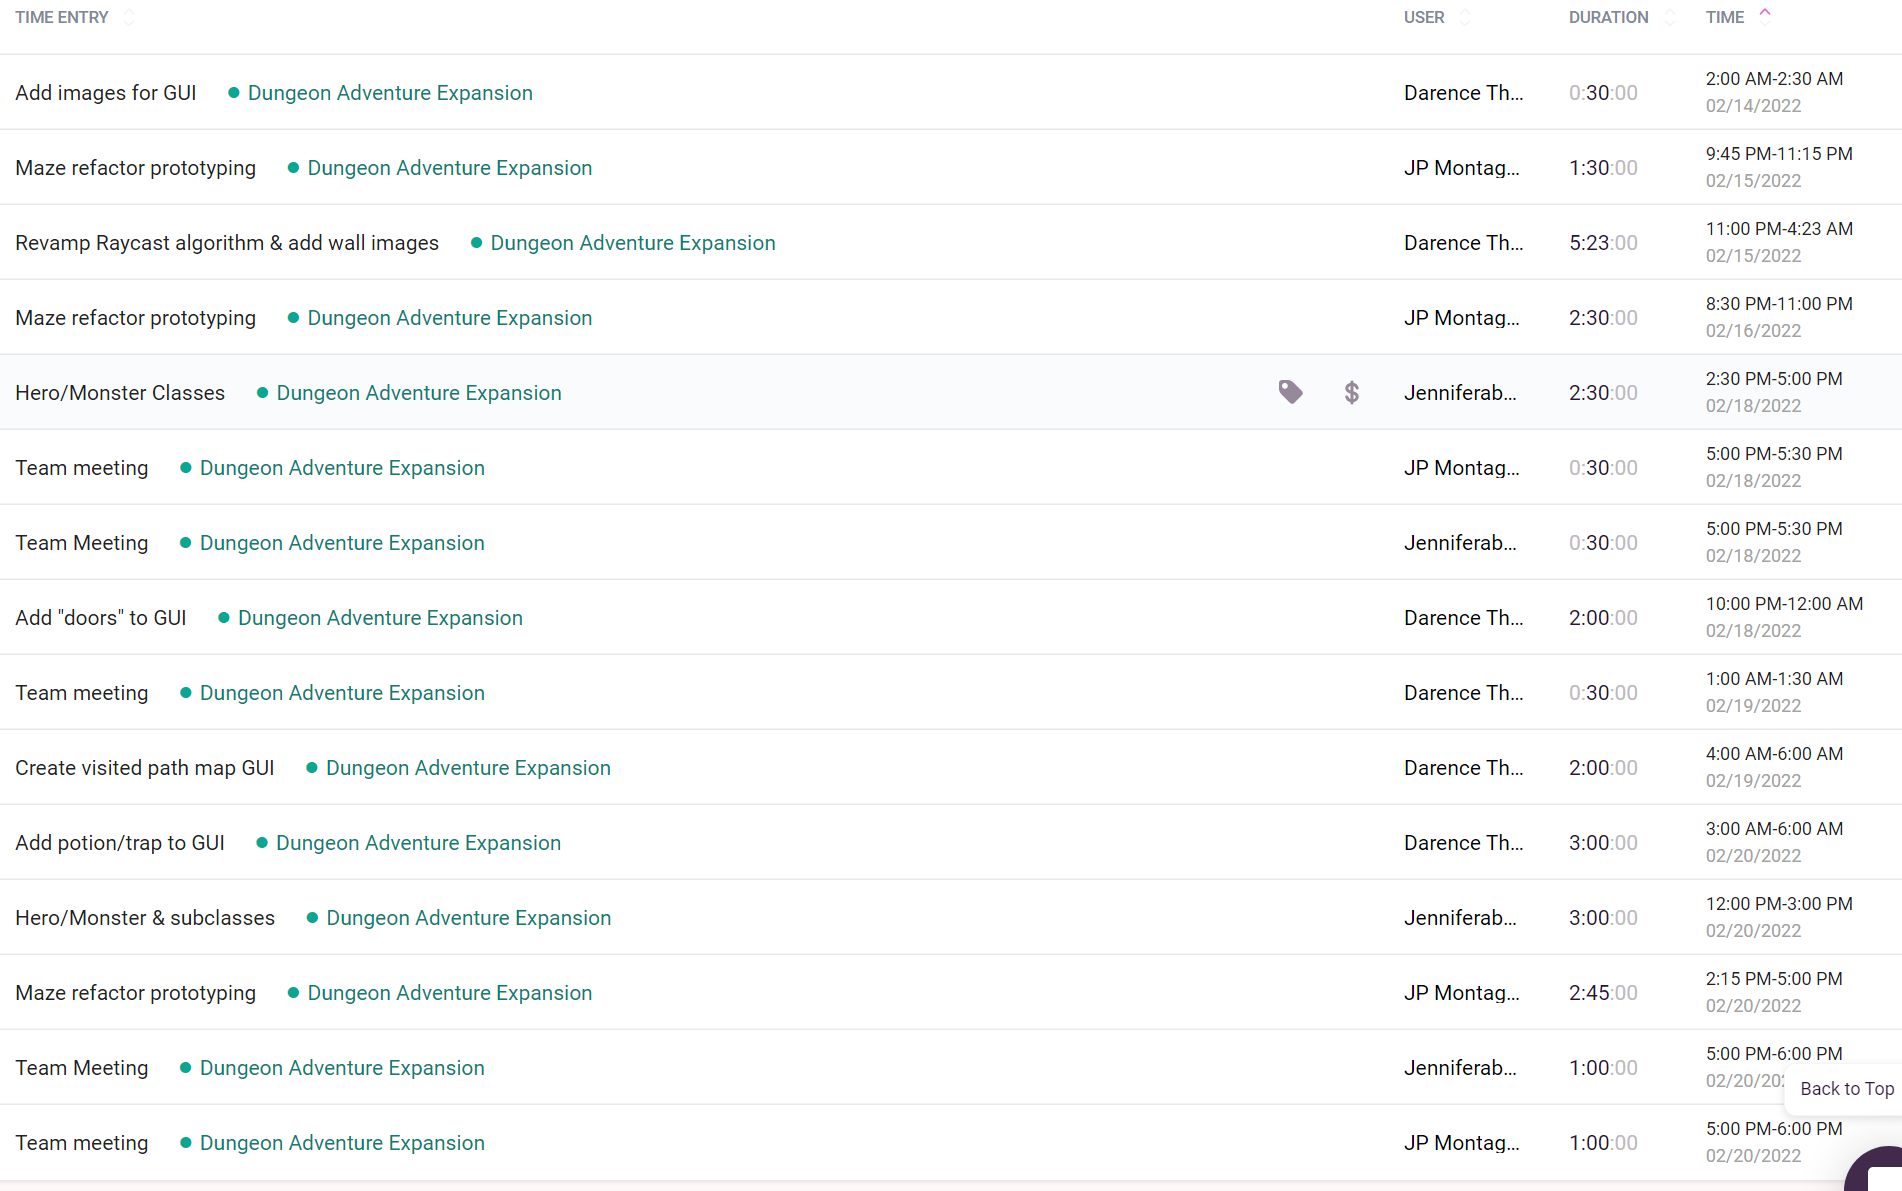 TIME ENTRY USER DURATION TIME
Add images for GUI Dungeon Adventure Expansion Darence Th... 0:30:00 2:00 AM-2:30 AM
02/14/2022
Maze refactor prototyping Dungeon Adventure Expansion JP Montag... 1:30:00 9:45 PM-11:15 PM
02/15/2022
Revamp Raycast algorithm & add wall images Dungeon Adventure Expansion Darence Th... 5:23:00 11:00 PM-4:23 AM
02/15/2022
Maze refactor prototyping Dungeon Adventure Expansion JP Montag... 2:30:00 8:30 PM-11:00 PM
02/16/2022
Hero/Monster Classes Dungeon Adventure Expansion $ Jenniferab... 2:30:00 2:30 PM-5:00 PM
02/18/2022
Team meeting Dungeon Adventure Expansion JP Montag... 0:30:00 5:00 PM-5:30 PM
02/18/2022
Team Meeting Dungeon Adventure Expansion Jenniferab... 0:30:00 5:00 PM-5:30 PM
02/18/2022
Add "doors" to GUI Dungeon Adventure Expansion Darence Th... 2:00:00 10:00 PM-12:00 AM
02/18/2022
Team meeting Dungeon Adventure Expansion Darence Th... 0:30:00 1:00 AM-1:30 AM
02/19/2022
Create visited path map GUI Dungeon Adventure Expansion Darence Th... 2:00:00 4:00 AM-6:00 AM
02/19/2022
Add potion/trap to GUI Dungeon Adventure Expansion Darence Th... 3:00:00 3:00 AM-6:00 AM
02/20/2022
Hero/Monster & subclasses Dungeon Adventure Expansion Jenniferab... 3:00:00 12:00 PM-3:00 PM
02/20/2022
Maze refactor prototyping Dungeon Adventure Expansion JP Montag... 2:45:00 2:15 PM-5:00 PM
02/20/2022
Team Meeting Dungeon Adventure Expansion Jenniferab... 1:00:00 5:00 PM-6:00 PM
02/20/20
Back to Top
Team meeting Dungeon Adventure Expansion JP Montag... 1:00:00 5:00 PM-6:00 PM
02/20/2022